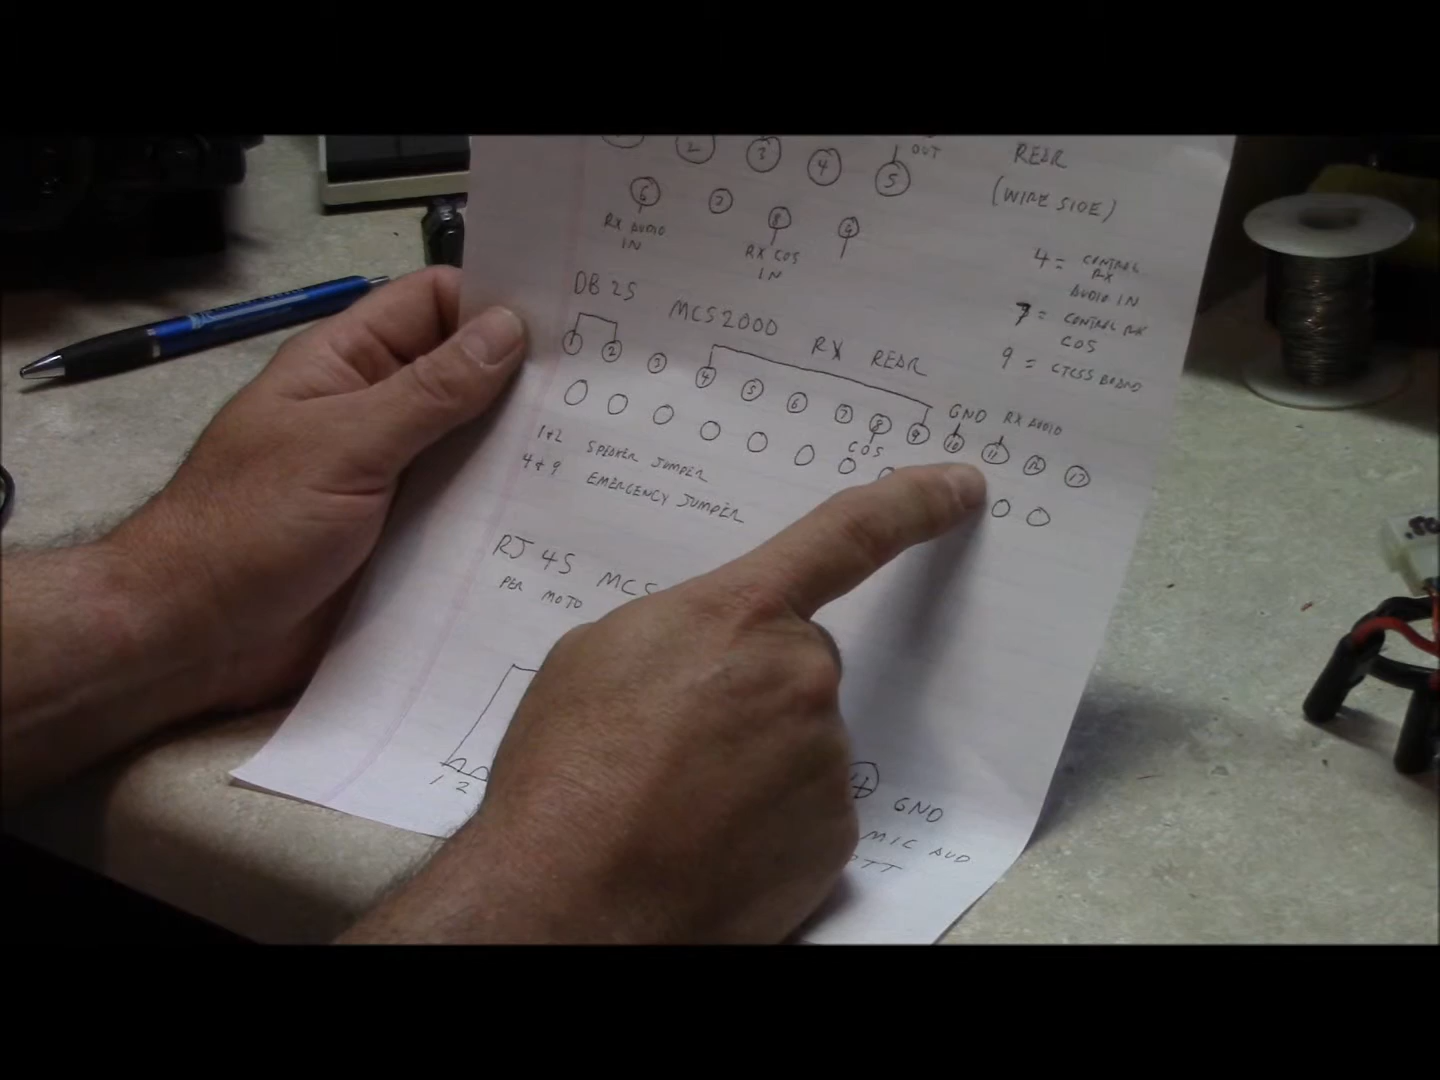 2 3 4 5 OUT
REAR
(WIRE SIDE)
6 7 8 9
RX AUDIO
IN
RX COS
IN
4 = CONTROL
RX
AUDIO IN
7 = CONTROL RX
COS
9 = CTCSS BOARD
DB 25 MCS2000 RX REAR
1 2 3 4 5 6 7 8 9 10 11 12 13
GND RX AUDIO
COS
1+2 SPEAKER JUMPER
4+9 EMERGENCY JUMPER
RJ 45 MCS
PER MOTO
1 2
GND
MIC AUD
PTT